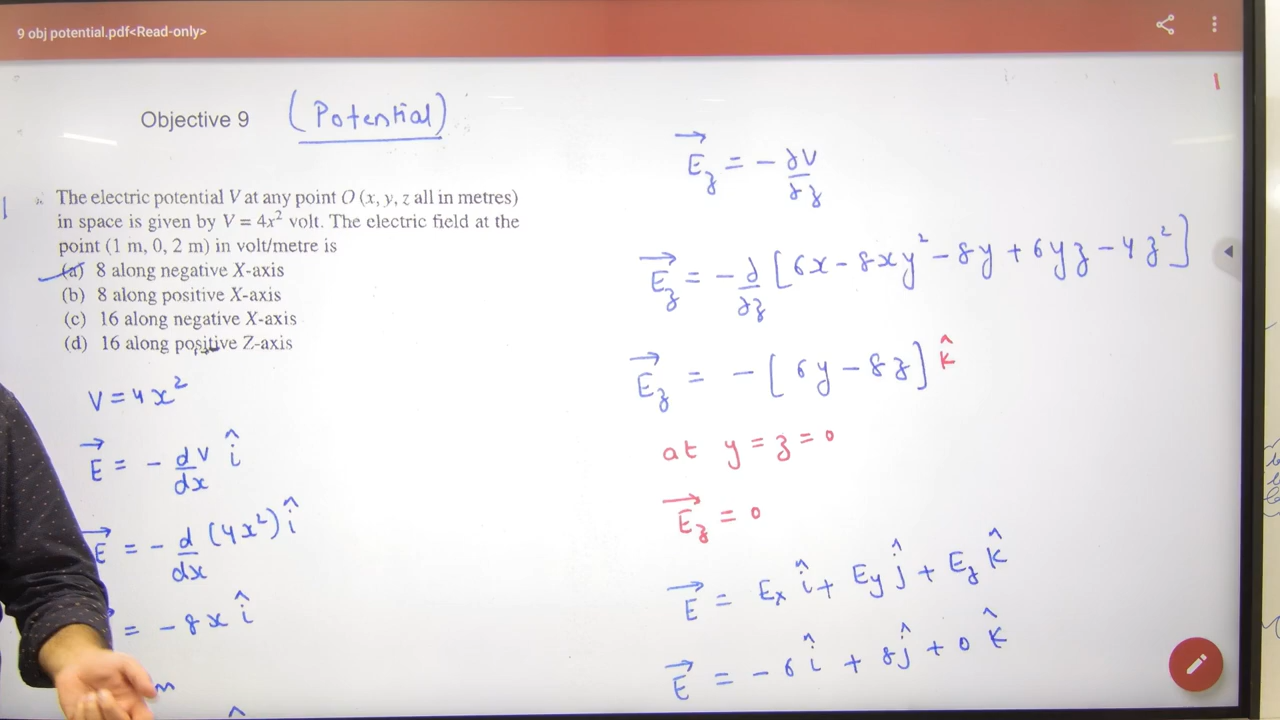 9 obj potential.pdf<Read-only>
1
Objective 9 (Potential)
1
The electric potential V at any point O (x, y, z all in metres)
in space is given by V = 4x² volt. The electric field at the
point (1 m, 0, 2 m) in volt/metre is
(a) 8 along negative X-axis
(b) 8 along positive X-axis
(c) 16 along negative X-axis
(d) 16 along positive Z-axis
V = 4x²
E⃗ = - dV/dx î
E⃗ = - d/dx (4x²) î
= - 8x î
m
E⃗z = - ∂V/∂z
E⃗z = - ∂/∂z [6x - 8xy² - 8y + 6yz - 4z²]
E⃗z = - [6y - 8z] k̂
at y = z = 0
E⃗z = 0
E⃗ = Ex î + Ey ĵ + Ez k̂
E⃗ = - 6 î + 8 ĵ + 0 k̂